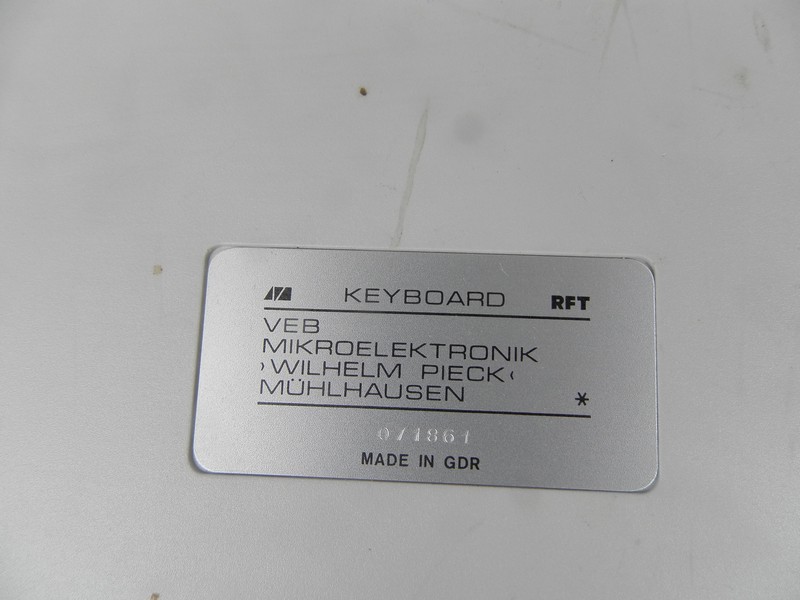 KEYBOARD RFT
VEB
MIKROELEKTRONIK
›WILHELM PIECK‹
MÜHLHAUSEN *
071861
MADE IN GDR